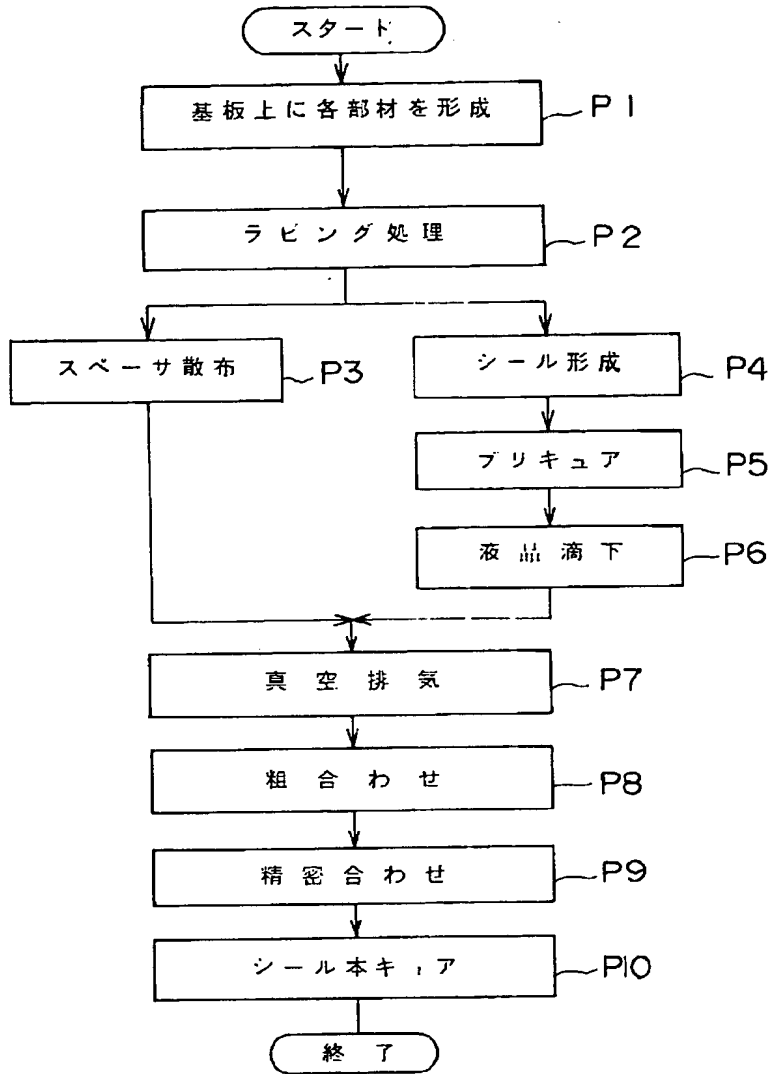 スタート
基板上に各部材を形成
P1
ラビング処理
P2
スペーサ散布
P3
シール形成
P4
プリキュア
P5
液晶滴下
P6
真空排気
P7
粗合わせ
P8
精密合わせ
P9
シール本キュア
P10
終了